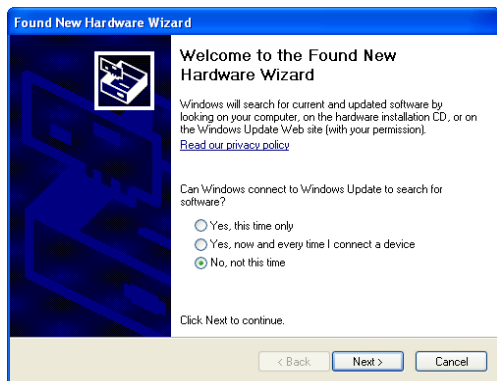 Found New Hardware Wizard
Welcome to the Found New
Hardware Wizard
Windows will search for current and updated software by
looking on your computer, on the hardware installation CD, or on
the Windows Update Web site (with your permission).
Read our privacy policy
Can Windows connect to Windows Update to search for
software?
Yes, this time only
Yes, now and every time I connect a device
No, not this time
Click Next to continue.
< Back Next > Cancel